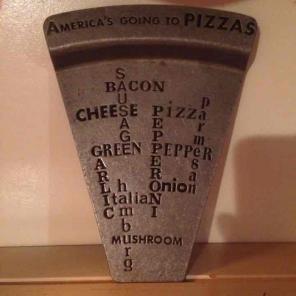 AMERICA'S GOING TO PIZZAS
SAUSAGE
BACON
CHEESE
Pizza
parmesan
PEPPERONI
GREEN PEPPER
GARLIC
Onion
Italian
hamburg
MUSHROOM